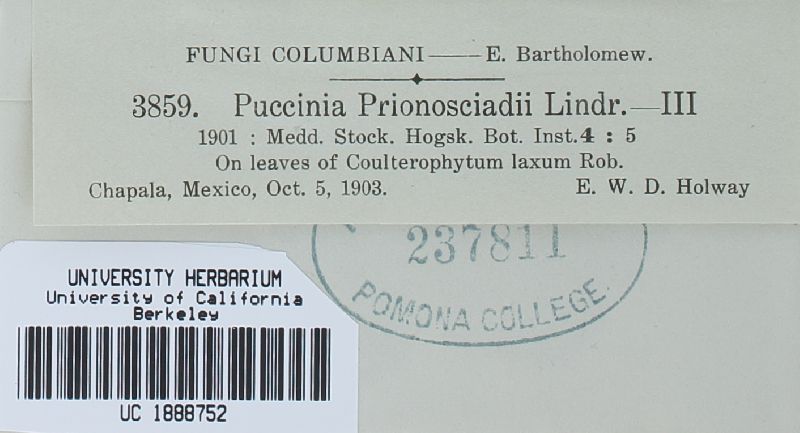 FUNGI COLUMBIANI——E. Bartholomew.
3859. Puccinia Prionosciadii Lindr.—III
1901 : Medd. Stock. Hogsk. Bot. Inst. 4 : 5
On leaves of Coulterophytum laxum Rob.
Chapala, Mexico, Oct. 5, 1903. E. W. D. Holway
237811
POMONA COLLEGE.
UNIVERSITY HERBARIUM
University of California
Berkeley
UC 1888752